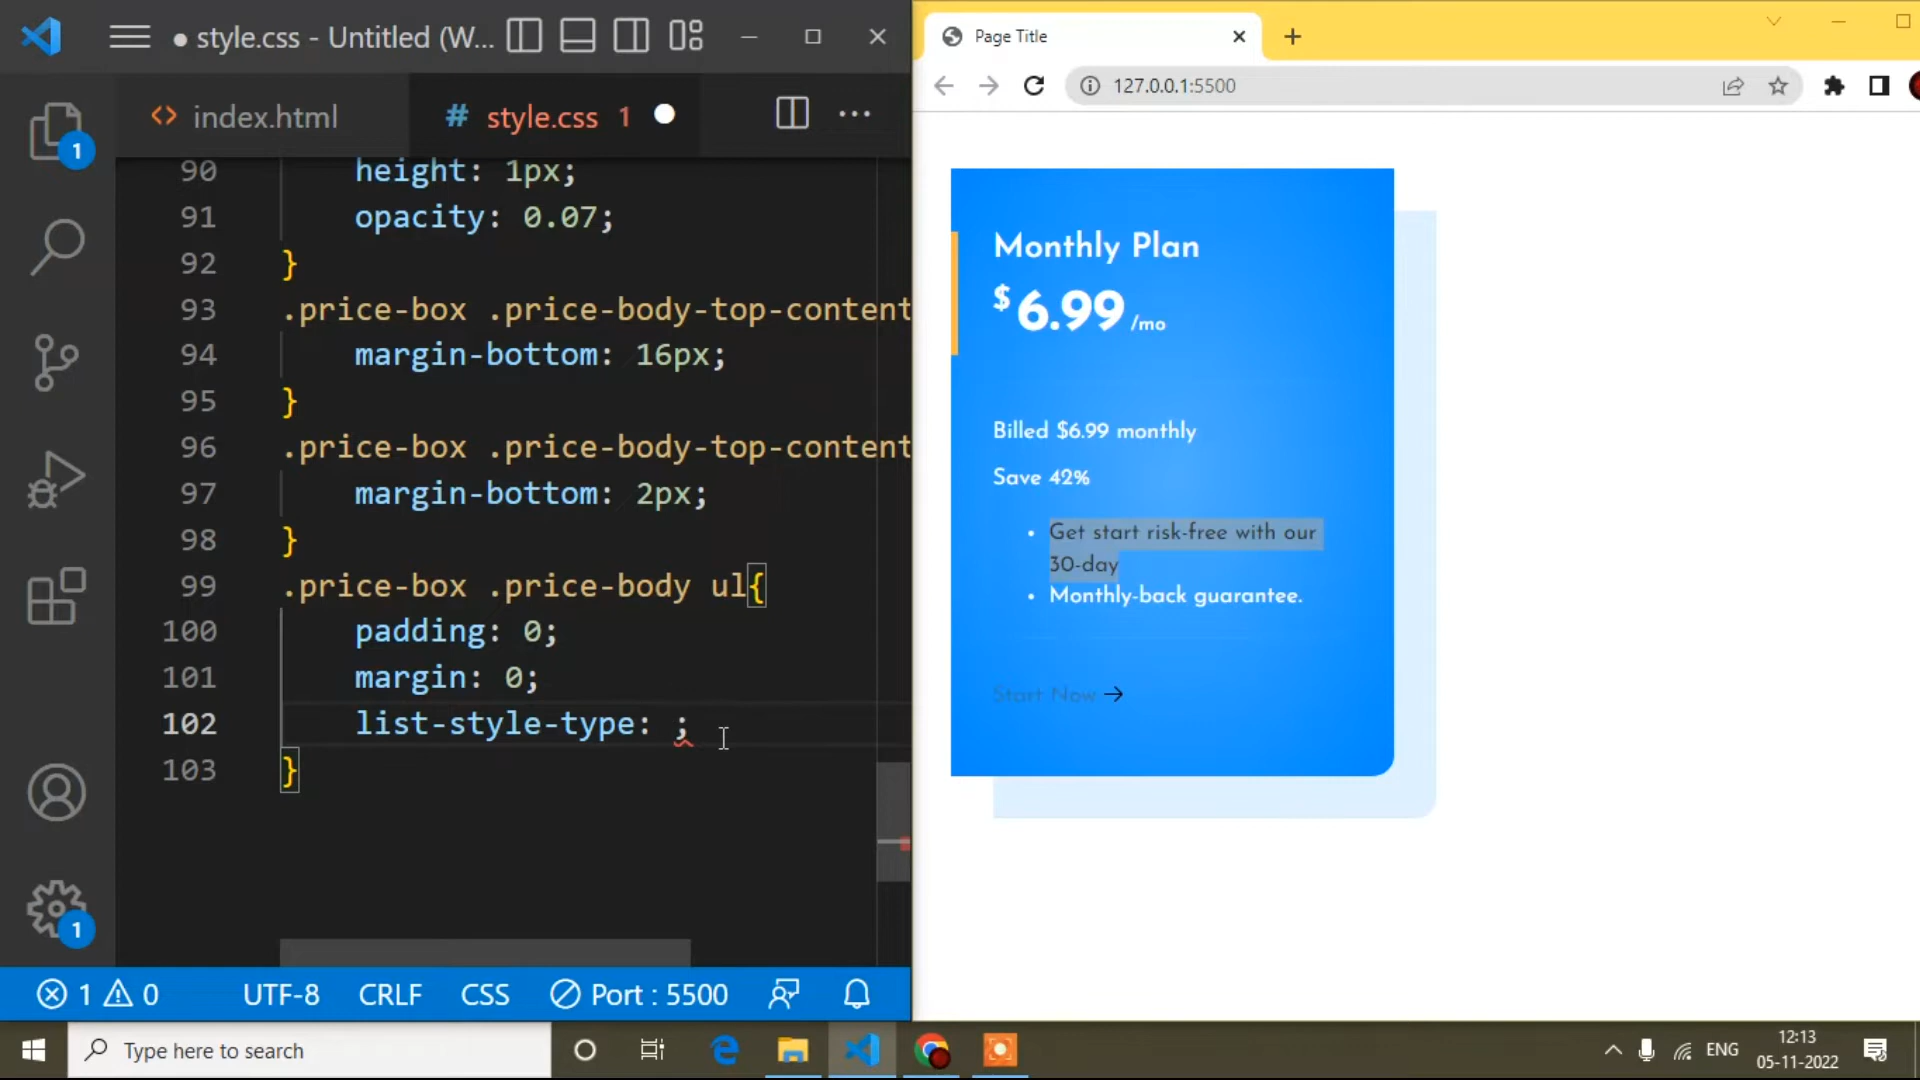 ● style.css - Untitled (W...
index.html
# style.css 1
1
90 height: 1px;
91 opacity: 0.07;
92 }
93 .price-box .price-body-top-content
94 margin-bottom: 16px;
95 }
96 .price-box .price-body-top-content
97 margin-bottom: 2px;
98 }
99 .price-box .price-body ul{
100 padding: 0;
101 margin: 0;
102 list-style-type: ;
103 }
1
1 0 UTF-8 CRLF CSS Port : 5500
Page Title
127.0.0.1:5500
Monthly Plan
$6.99 /mo
Billed $6.99 monthly
Save 42%
• Get start risk-free with our
30-day
• Monthly-back guarantee.
Start Now →
Type here to search
ENG
12:13
05-11-2022